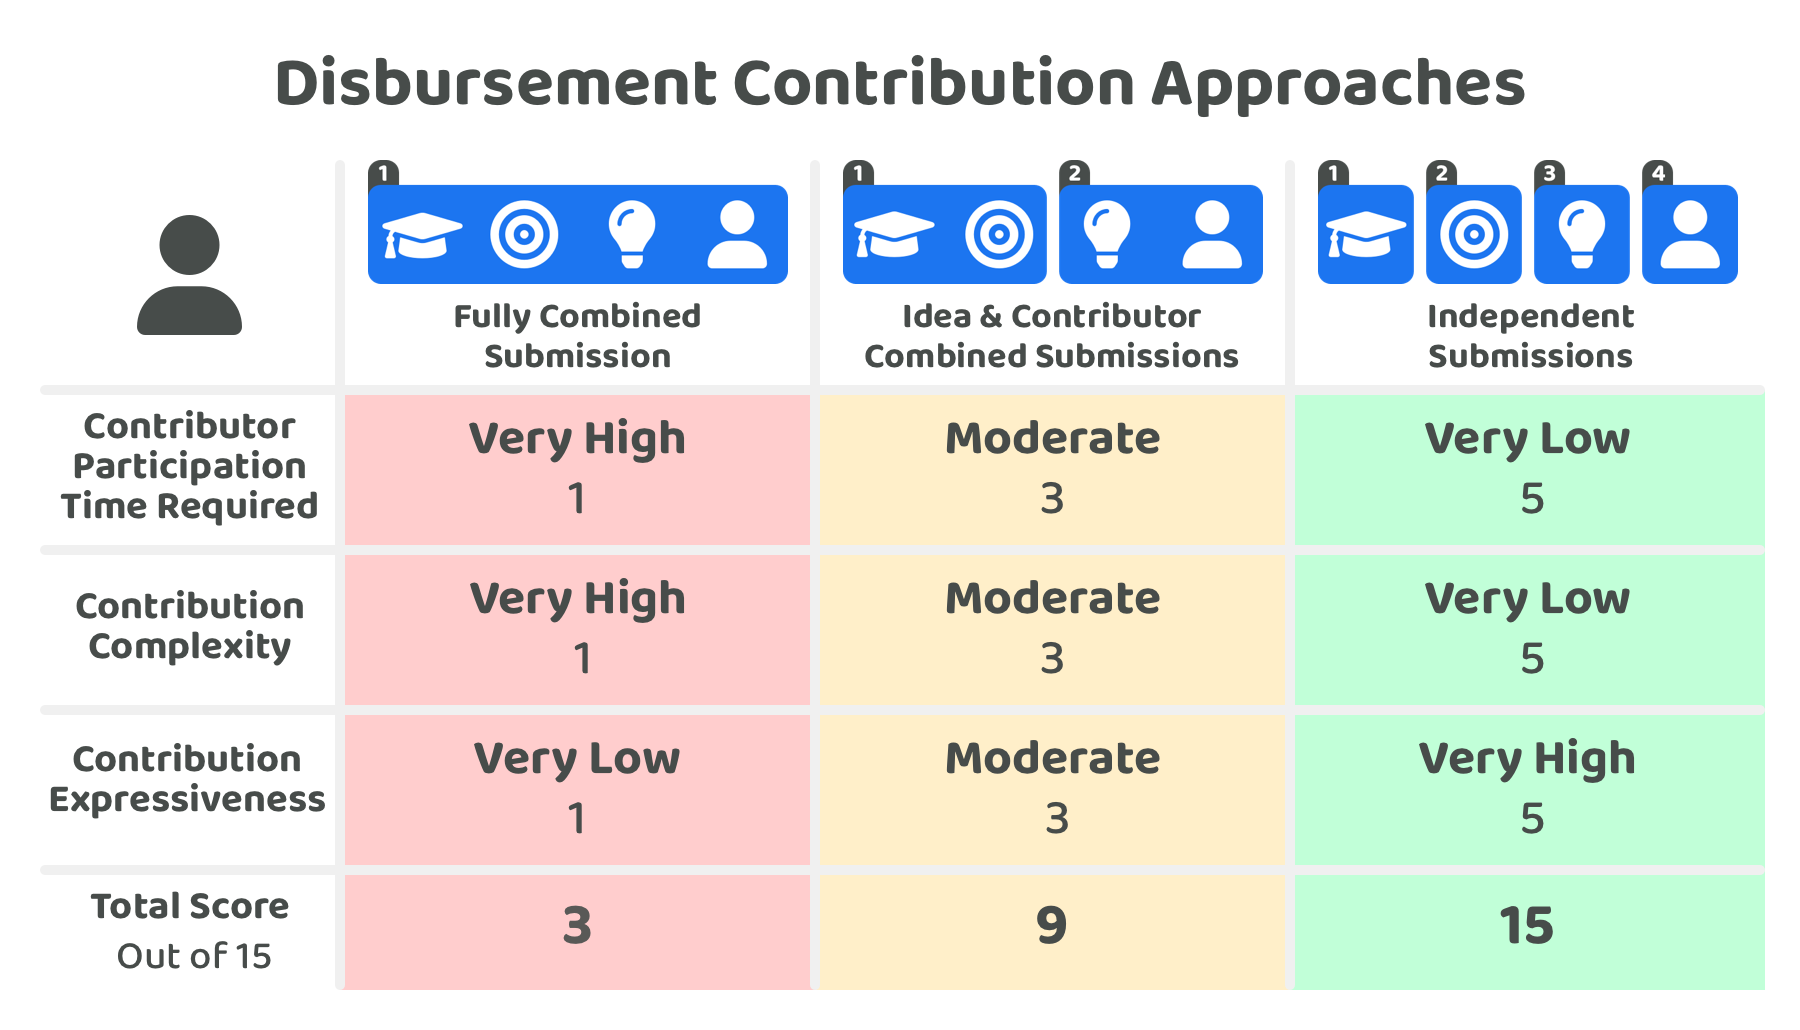 Disbursement Contribution Approaches
1
1 2
1 2 3 4
Fully Combined
Submission
Idea & Contributor
Combined Submissions
Independent
Submissions
Contributor
Participation
Time Required
Very High
1
Moderate
3
Very Low
5
Contribution
Complexity
Very High
1
Moderate
3
Very Low
5
Contribution
Expressiveness
Very Low
1
Moderate
3
Very High
5
Total Score
Out of 15
3
9
15